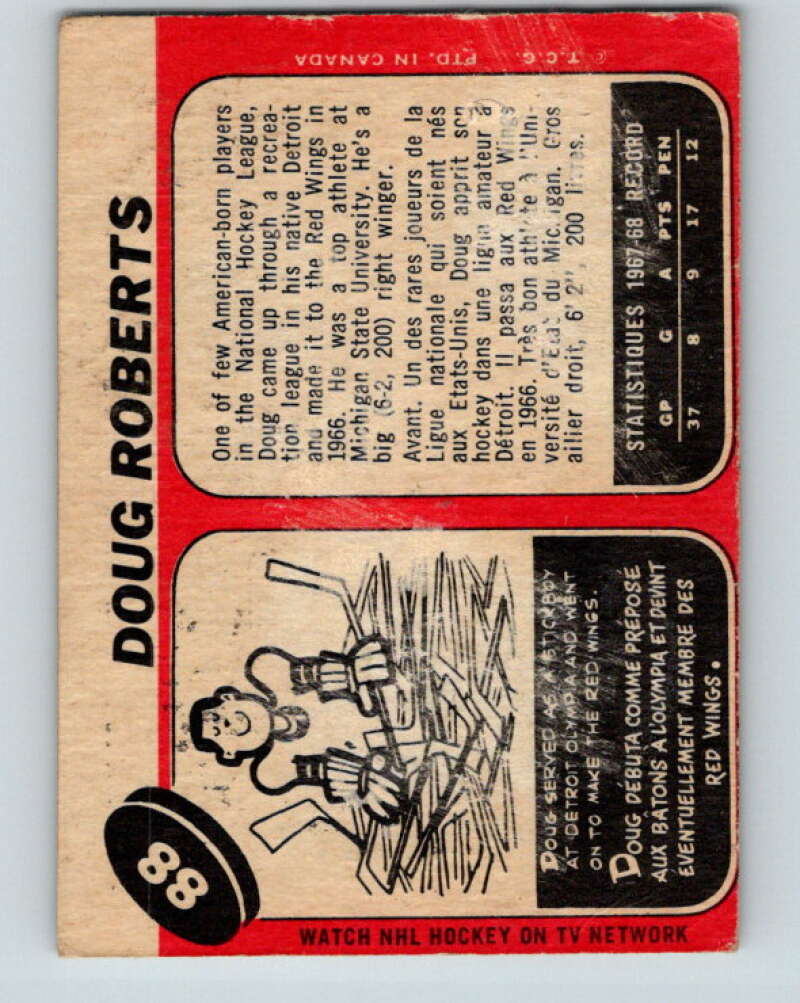 88
DOUG ROBERTS
One of few American-born players
in the National Hockey League,
Doug came up through a recrea-
tion league in his native Detroit
and made it to the Red Wings in
1966. He was a top athlete at
Michigan State University. He's a
big (6-2, 200) right winger.
Avant. Un des rares joueurs de la
Ligue nationale qui soient nés
aux Etats-Unis, Doug apprit son
hockey dans une ligue amateur à
Détroit. Il passa aux Red Wings
en 1966. Très bon athlète à l'Uni-
versité d'Etat du Michigan. Gros
ailier droit, 6' 2", 200 livres.
STATISTIQUES 1967-68 RECORD
GP G A PTS PEN
37 8 9 17 12
DOUG SERVED AS A STICKBOY
AT DETROIT OLYMPIA AND WENT
ON TO MAKE THE RED WINGS.
DOUG DÉBUTA COMME PRÉPOSÉ
AUX BÂTONS À L'OLYMPIA ET DEVINT
ÉVENTUELLEMENT MEMBRE DES
RED WINGS.
WATCH NHL HOCKEY ON TV NETWORK
© T.C.G. PTD. IN CANADA